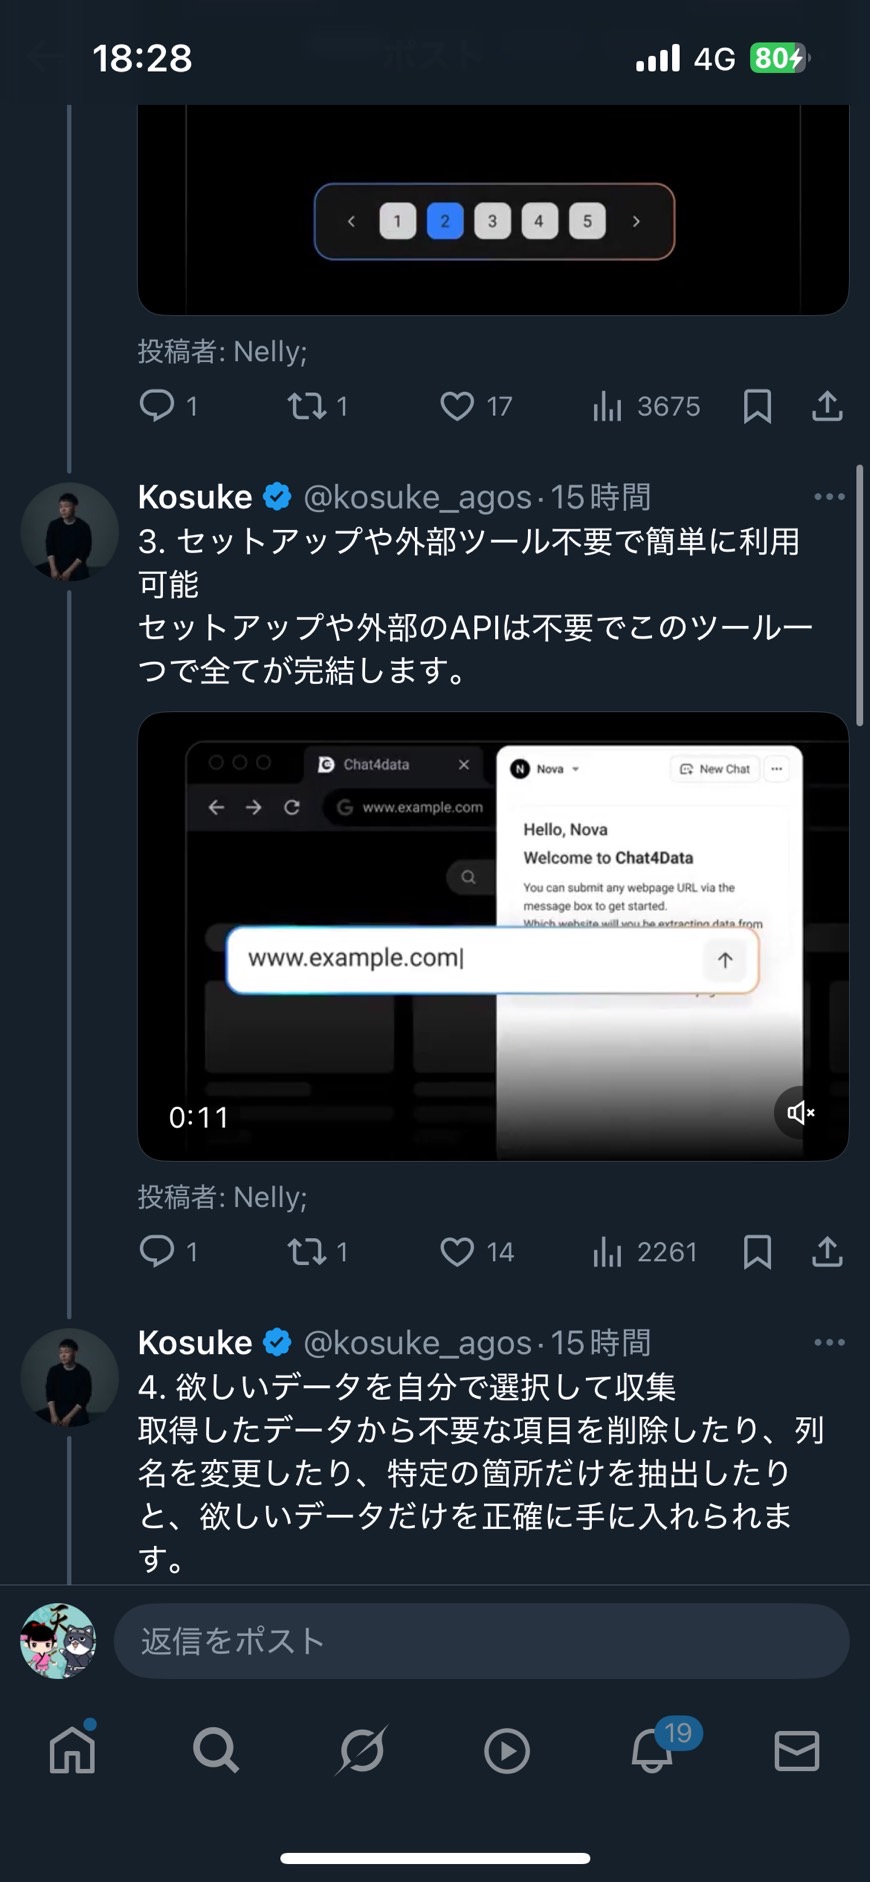 18:28
4G
80
ポスト
1 2 3 4 5
投稿者: Nelly;
1 1 17 3675
Kosuke @kosuke_agos · 15時間
3. セットアップや外部ツール不要で簡単に利用
可能
セットアップや外部のAPIは不要でこのツール一
つで全てが完結します。
Chat4data
Nova
New Chat
www.example.com
Hello, Nova
Welcome to Chat4Data
You can submit any webpage URL via the
message box to get started.
Which website will you be extracting data from
www.example.com
0:11
投稿者: Nelly;
1 1 14 2261
Kosuke @kosuke_agos · 15時間
4. 欲しいデータを自分で選択して収集
取得したデータから不要な項目を削除したり、列
名を変更したり、特定の箇所だけを抽出したり
と、欲しいデータだけを正確に手に入れられま
す。
天
返信をポスト
19